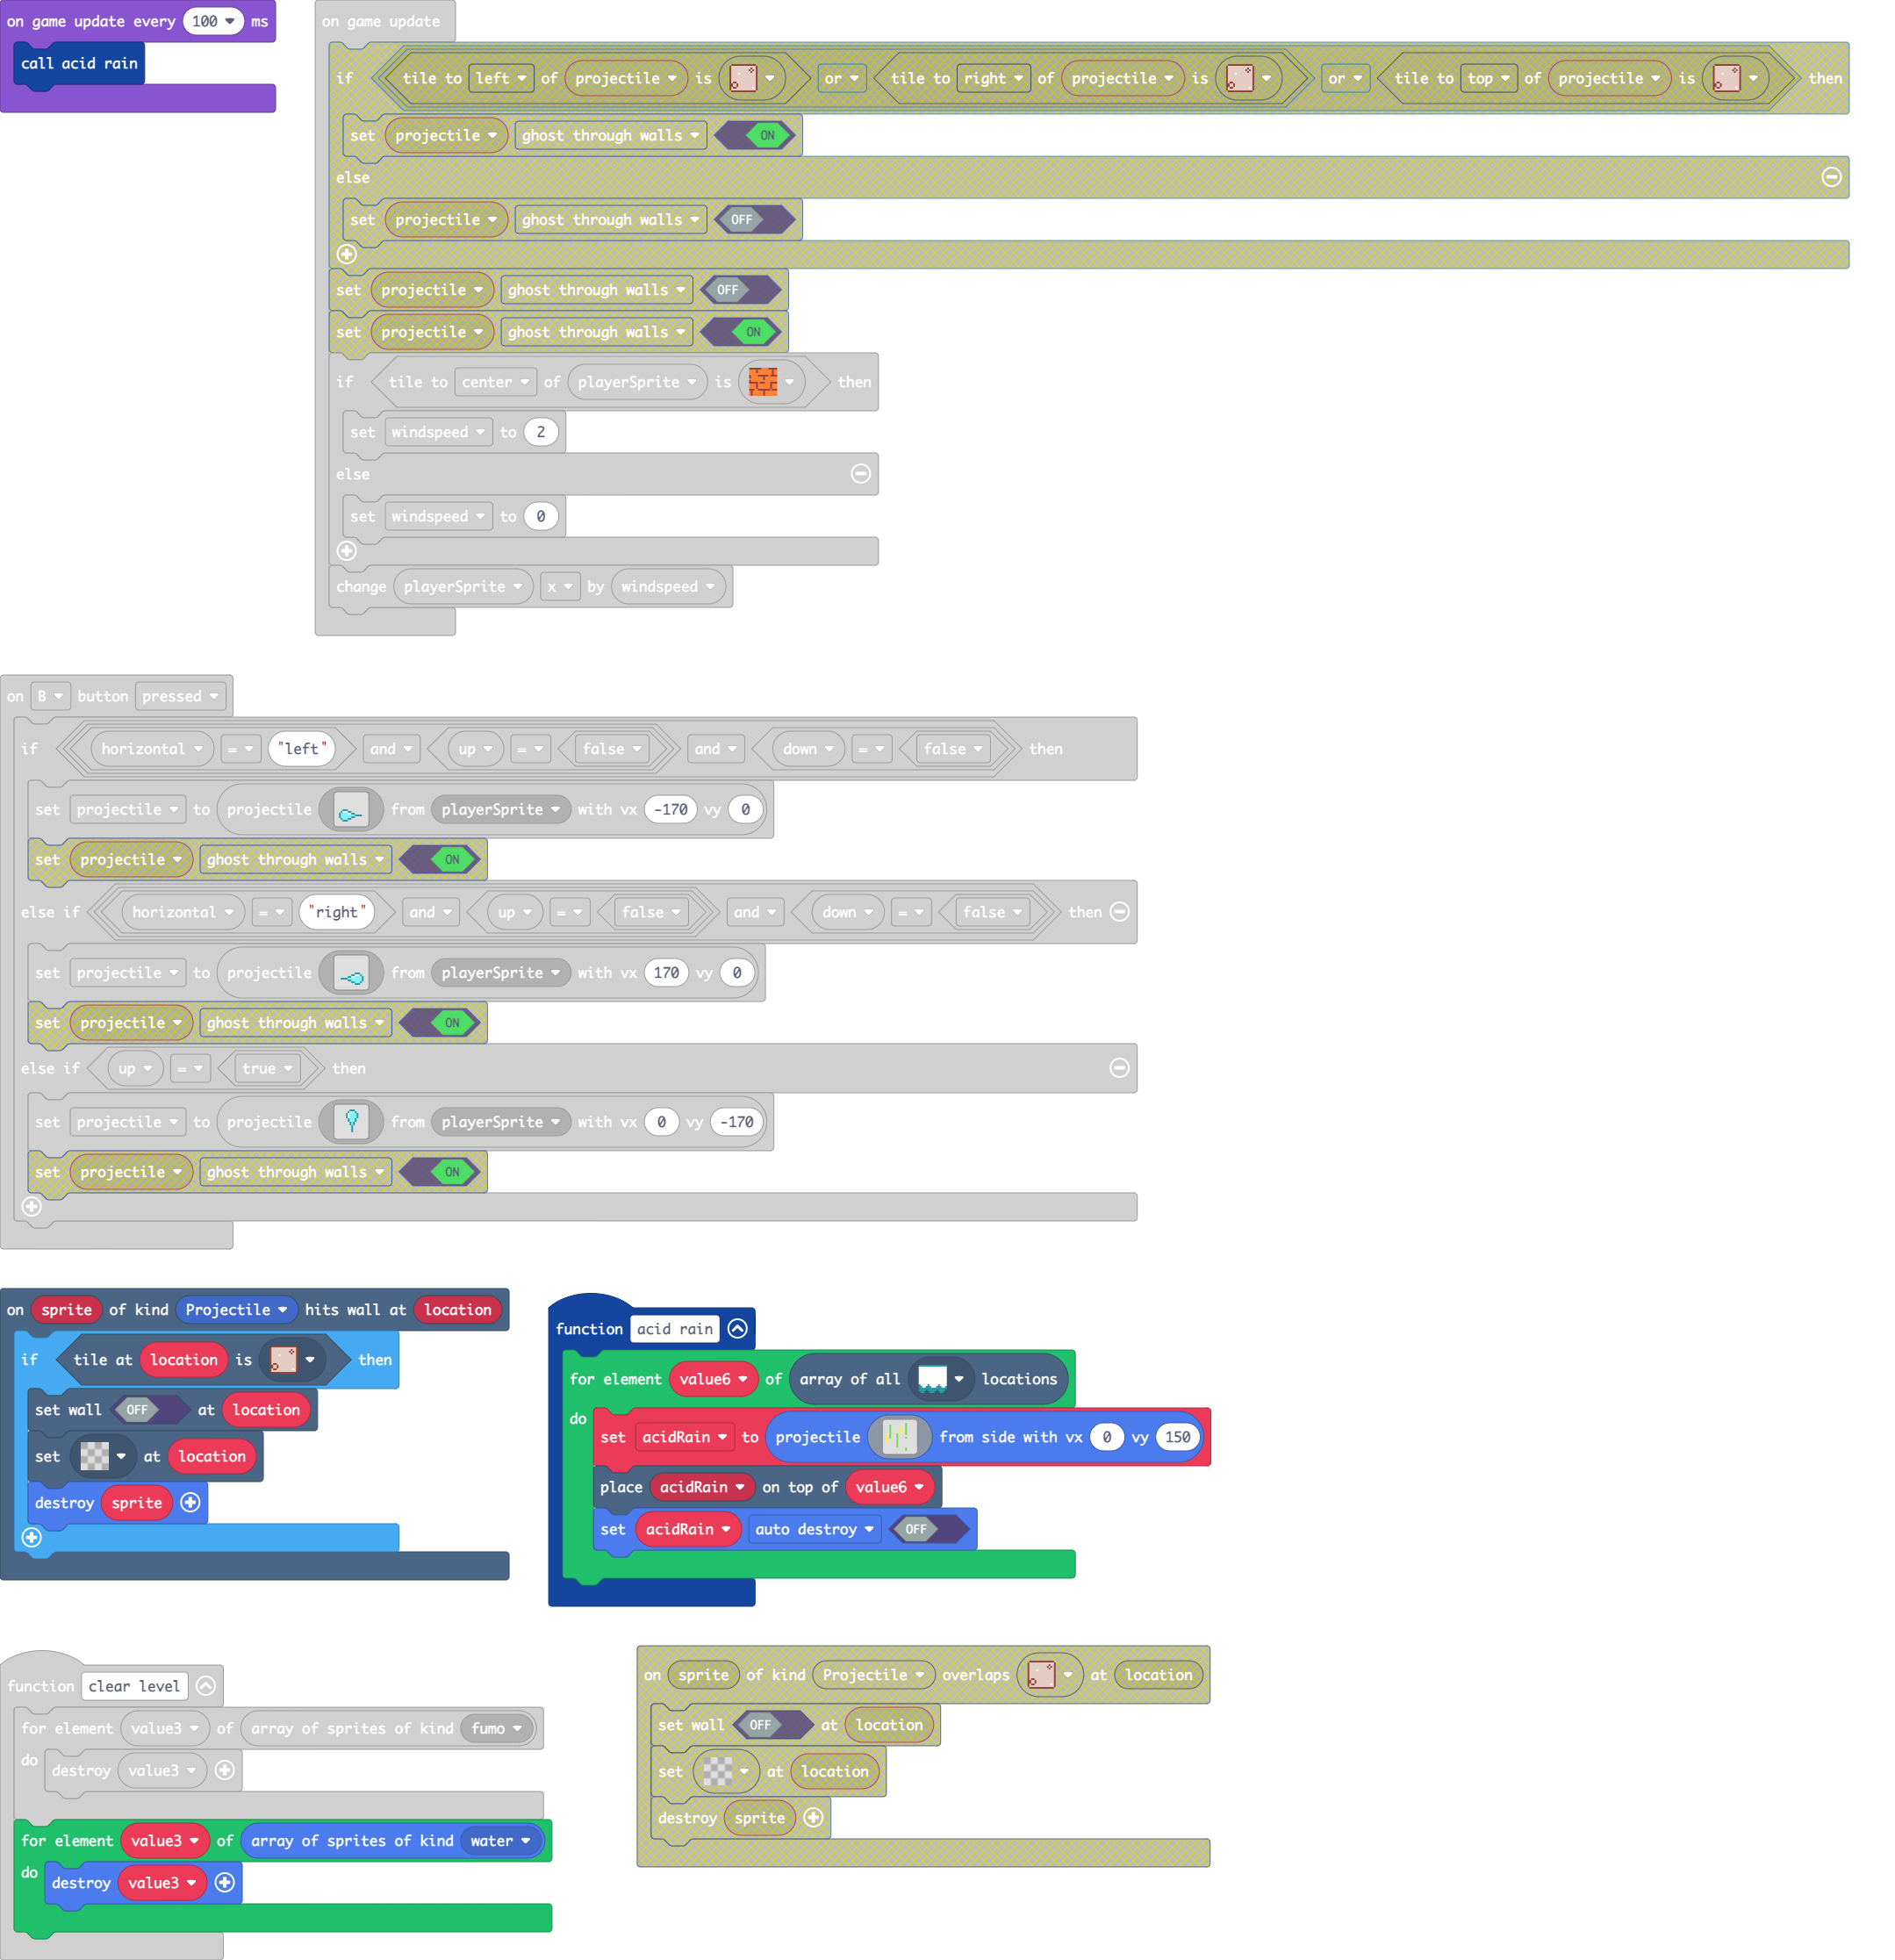 on game update every 100 ms
call acid rain
on game update
if tile to left of projectile is or tile to right of projectile is or tile to top of projectile is then
set projectile ghost through walls ON
else
set projectile ghost through walls OFF
set projectile ghost through walls OFF
set projectile ghost through walls ON
if tile to center of playerSprite is then
set windspeed to 2
else
set windspeed to 0
change playerSprite x by windspeed
on B button pressed
if horizontal = "left" and up = false and down = false then
set projectile to projectile from playerSprite with vx -170 vy 0
set projectile ghost through walls ON
else if horizontal = "right" and up = false and down = false then
set projectile to projectile from playerSprite with vx 170 vy 0
set projectile ghost through walls ON
else if up = true then
set projectile to projectile from playerSprite with vx 0 vy -170
set projectile ghost through walls ON
on sprite of kind Projectile hits wall at location
if tile at location is then
set wall OFF at location
set at location
destroy sprite
function acid rain
for element value6 of array of all locations
do
set acidRain to projectile from side with vx 0 vy 150
place acidRain on top of value6
set acidRain auto destroy OFF
function clear level
for element value3 of array of sprites of kind fumo
do
destroy value3
for element value3 of array of sprites of kind water
do
destroy value3
on sprite of kind Projectile overlaps at location
set wall OFF at location
set at location
destroy sprite